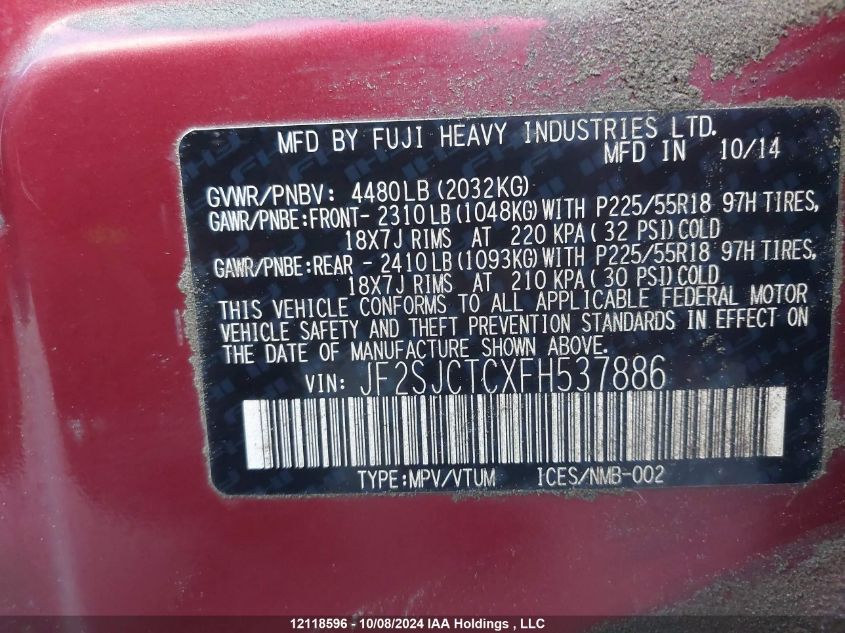 MFD BY FUJI HEAVY INDUSTRIES LTD.
MFD IN 10/14
GVWR/PNBV: 4480LB (2032KG)
GAWR/PNBE:FRONT- 2310LB (1048KG) WITH P225/55R18 97H TIRES,
18X7J RIMS AT 220 KPA ( 32 PSI) COLD
GAWR/PNBE:REAR - 2410LB (1093KG) WITH P225/55R18 97H TIRES,
18X7J RIMS AT 210 KPA ( 30 PSI) COLD
THIS VEHICLE CONFORMS TO ALL APPLICABLE FEDERAL MOTOR
VEHICLE SAFETY AND THEFT PREVENTION STANDARDS IN EFFECT ON
THE DATE OF MANUFACTURE SHOWN ABOVE.
VIN: JF2SJCTCXFH537886
TYPE:MPV/VTUM ICES/NMB-002
12118596 - 10/08/2024 IAA Holdings , LLC